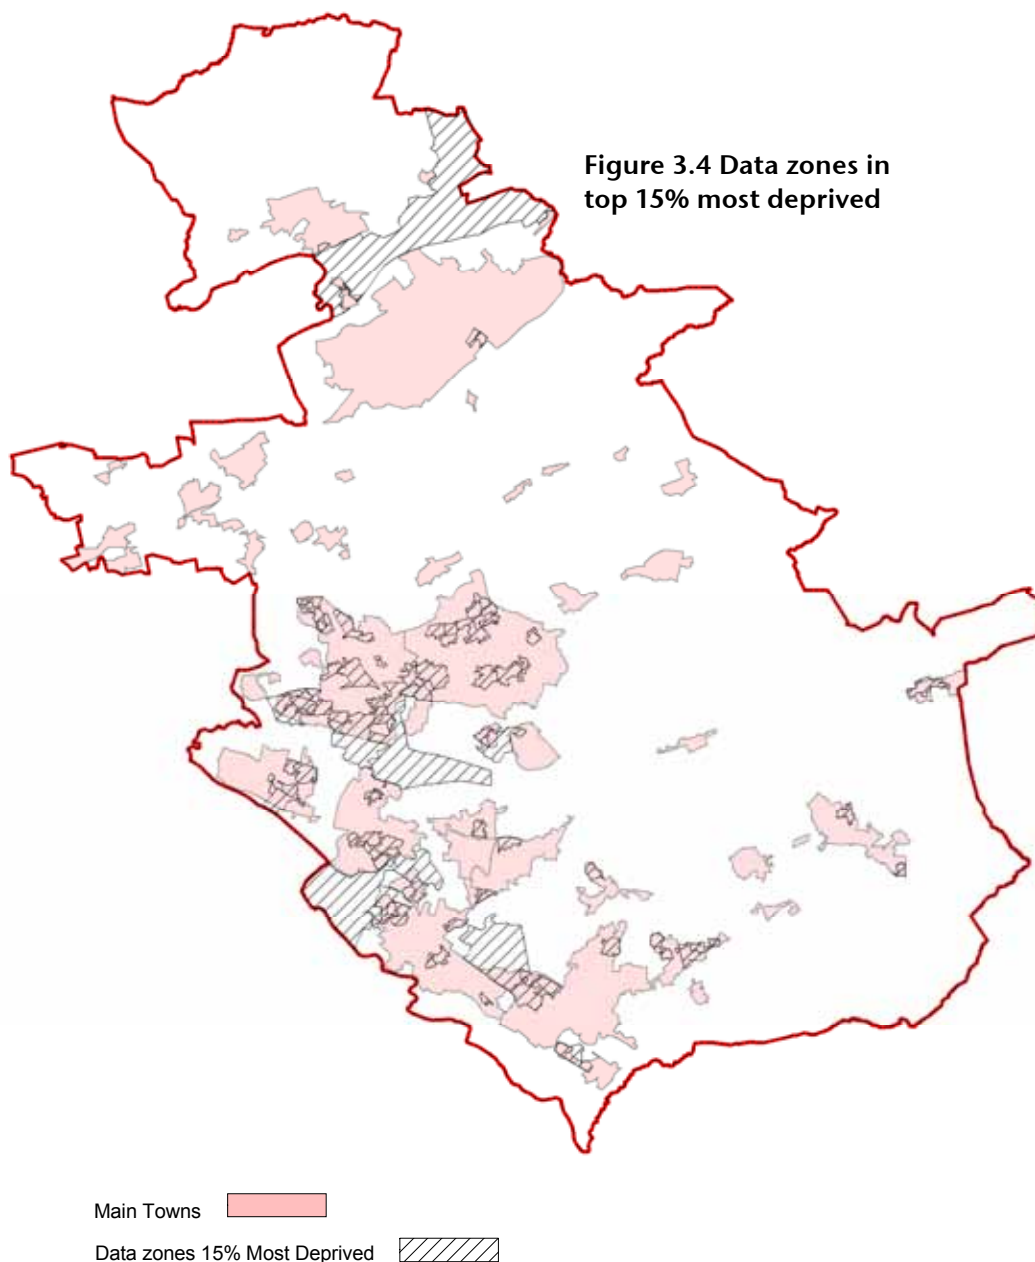 Figure 3.4 Data zones in
top 15% most deprived
Main Towns
Data zones 15% Most Deprived